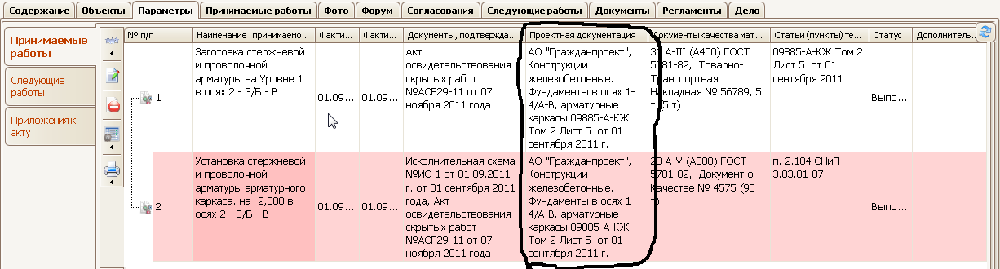 Содержание Объекты Параметры Принимаемые работы Фото Форум Согласования Следующие работы Документы Регламенты Дело
Принимаемые
работы
Следующие
работы
Приложения к
акту
№ п/п Наименение принимаемо... Факти... Факти... Документы, подтвержда... Проектная документация Документыкачества мат... Статьи (пункты) те... Статус Дополнитель...
1
Заготовка стержневой
и проволочной
арматуры на Уровне 1
в осях 2 - 3/Б - В
01.09...
01.09...
Акт
освидетельствования
скрытых работ
№АСР29-11 от 07
ноября 2011 года
АО "Гражданпроект",
Конструкции
железобетонные.
Фундаменты в осях 1-
4/А-В, арматурные
каркасы 09885-А-КЖ
Том 2 Лист 5 от 01
сентября 2011 г.
36 А-III (А400) ГОСТ
5781-82, Товарно-
Транспортная
Накладная № 56789, 5
т (5 т)
09885-А-КЖ Том 2
Лист 5 от 01
сентября 2011 г.
Выпо...
2
Установка стержневой
и проволочной
арматуры арматурного
каркаса. на -2,000 в
осях 2 - 3/Б - В
01.09...
01.09...
Исколнительная схема
№ИС-1 от 01.09.2011
г. от 01 сентября 2011
года, Акт
освидетельствования
скрытых работ
№АСР29-11 от 07
ноября 2011 года
АО "Гражданпроект",
Конструкции
железобетонные.
Фундаменты в осях 1-
4/А-В, арматурные
каркасы 09885-А-КЖ
Том 2 Лист 5 от 01
сентября 2011 г.
20 А-V (А800) ГОСТ
5781-82, Документ о
Качестве № 4575 (90
т)
п. 2.104 СНиП
3.03.01-87
Выпо...